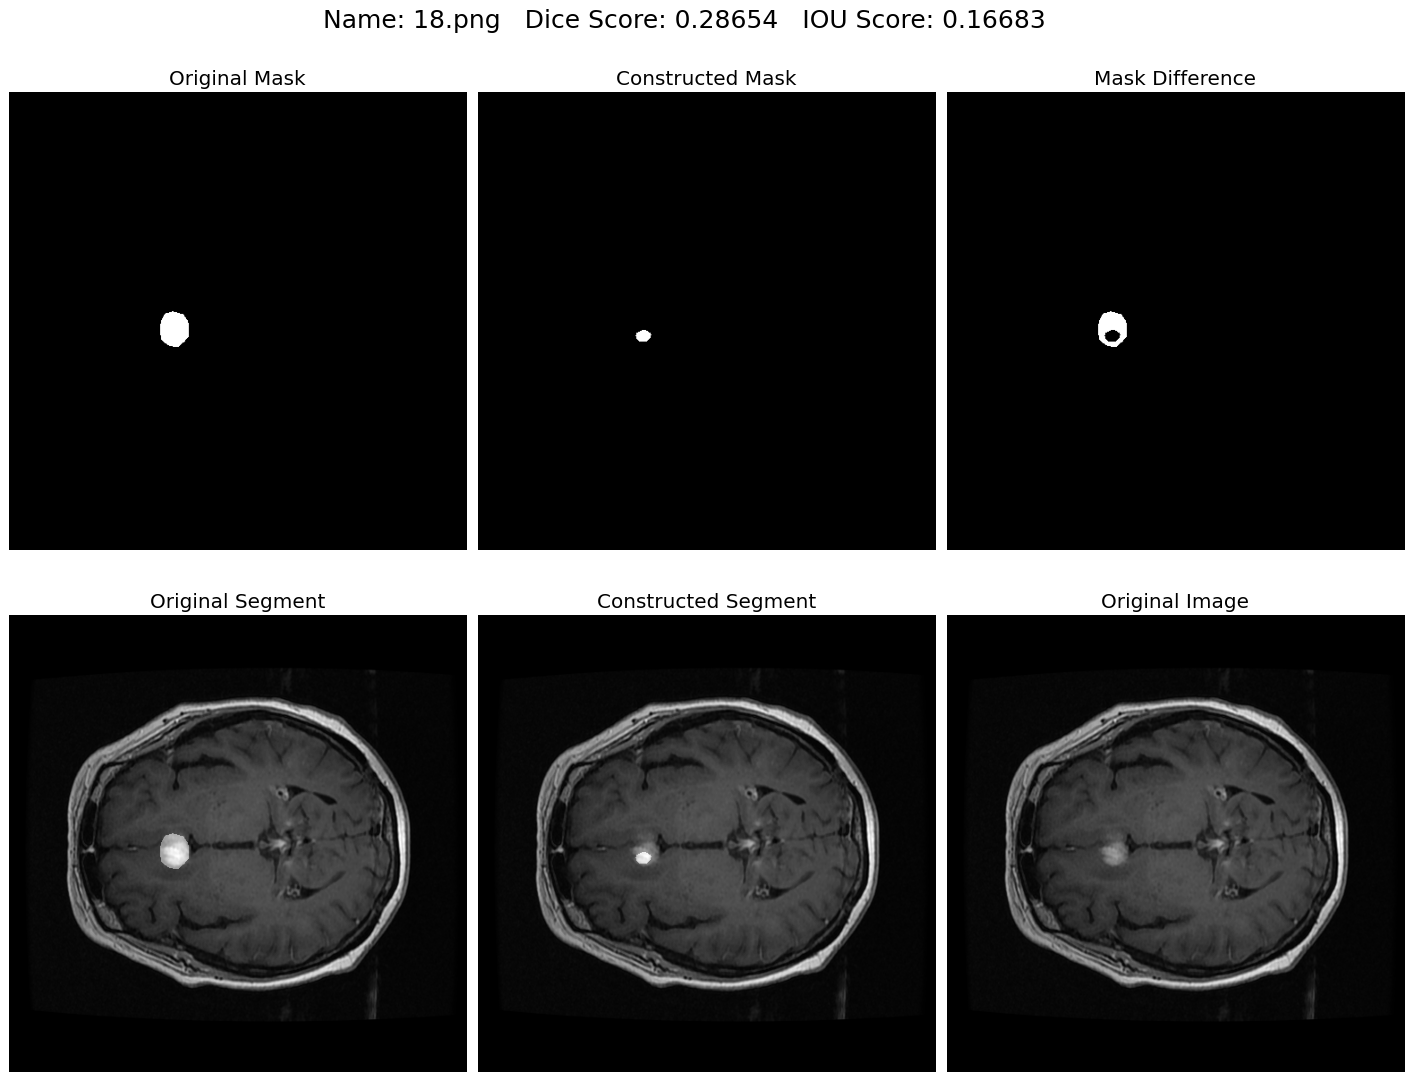 Name: 18.png   Dice Score: 0.28654   IOU Score: 0.16683
Original Mask
Constructed Mask
Mask Difference
Original Segment
Constructed Segment
Original Image